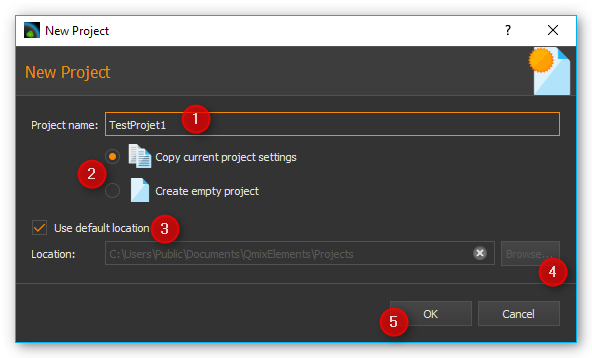 New Project
?
New Project
Project name: TestProjet1 1
2
Copy current project settings
Create empty project
Use default location 3
Location: C:\Users\Public\Documents\QmixElements\Projects Browse...
4
5 OK Cancel